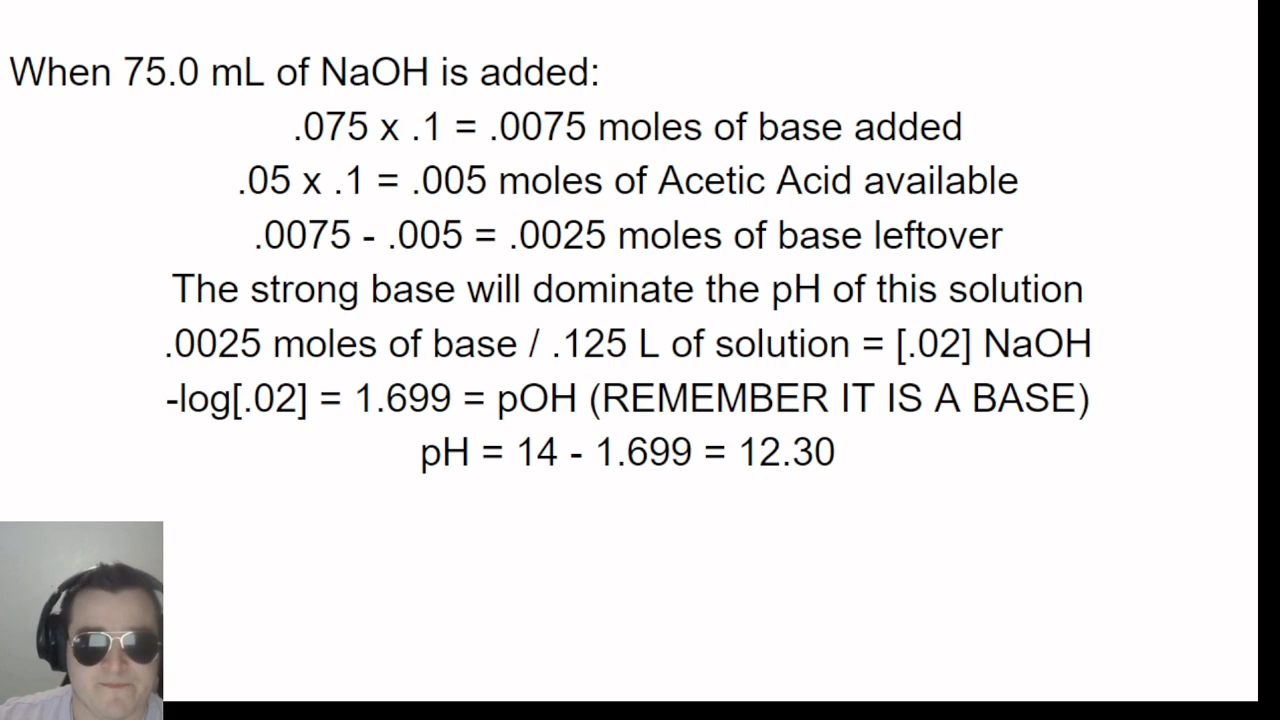 When 75.0 mL of NaOH is added:
.075 x .1 = .0075 moles of base added
.05 x .1 = .005 moles of Acetic Acid available
.0075 - .005 = .0025 moles of base leftover
The strong base will dominate the pH of this solution
.0025 moles of base / .125 L of solution = [.02] NaOH
-log[.02] = 1.699 = pOH (REMEMBER IT IS A BASE)
pH = 14 - 1.699 = 12.30